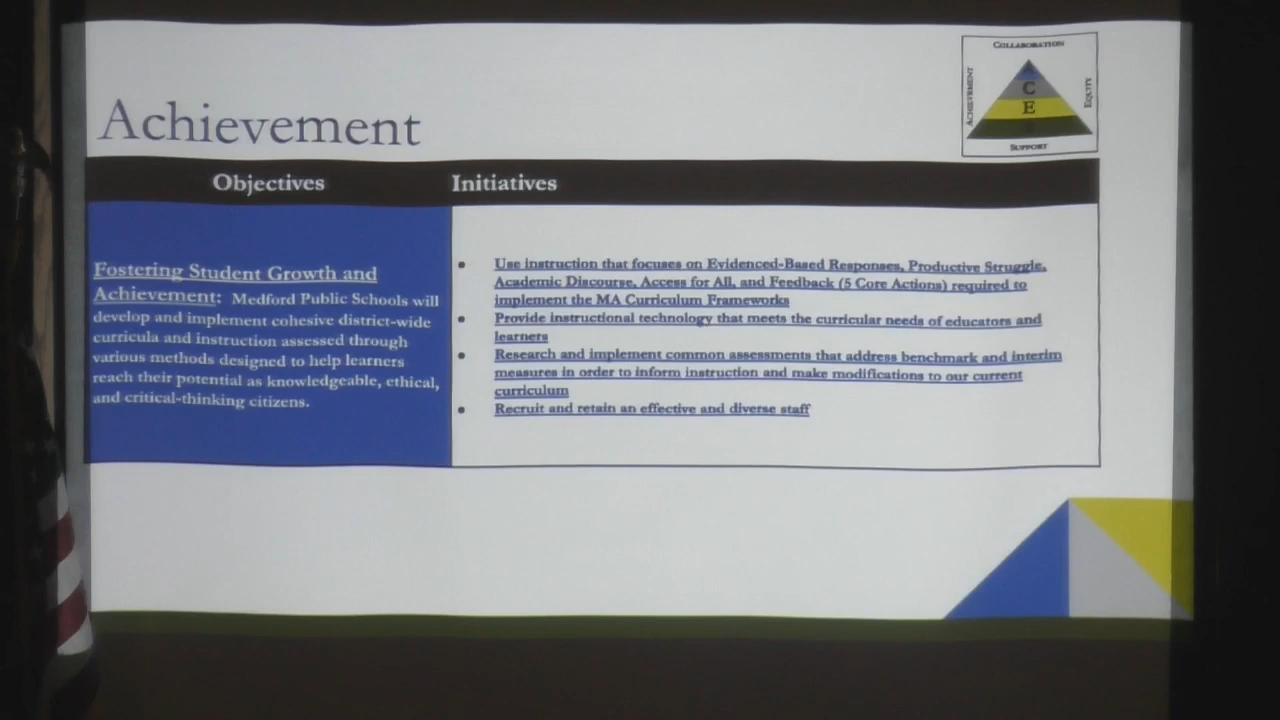 COLLABORATION
ACHIEVEMENT
EQUITY
C
E
SUPPORT
Achievement
Objectives
Initiatives
Fostering Student Growth and
Achievement: Medford Public Schools will
develop and implement cohesive district-wide
curricula and instruction assessed through
various methods designed to help learners
reach their potential as knowledgeable, ethical,
and critical-thinking citizens.
• Use instruction that focuses on Evidenced-Based Responses, Productive Struggle,
Academic Discourse, Access for All, and Feedback (5 Core Actions) required to
implement the MA Curriculum Frameworks
• Provide instructional technology that meets the curricular needs of educators and
learners
• Research and implement common assessments that address benchmark and interim
measures in order to inform instruction and make modifications to our current
curriculum
• Recruit and retain an effective and diverse staff